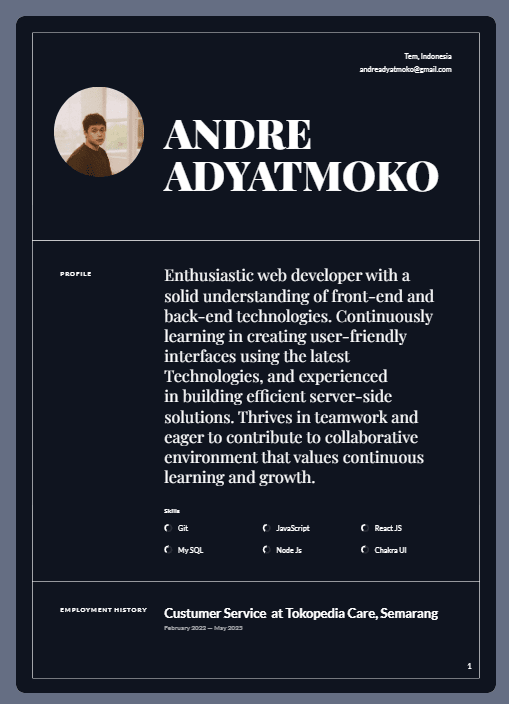 Tem, Indonesia
andreadyatmoko@gmail.com
ANDRE
ADYATMOKO
PROFILE
Enthusiastic web developer with a
solid understanding of front-end and
back-end technologies. Continuously
learning in creating user-friendly
interfaces using the latest
Technologies, and experienced
in building efficient server-side
solutions. Thrives in teamwork and
eager to contribute to collaborative
environment that values continuous
learning and growth.
Skills
Git JavaScript React JS
My SQL Node Js Chakra UI
EMPLOYMENT HISTORY
Custumer Service at Tokopedia Care, Semarang
February 2022 — May 2023
1